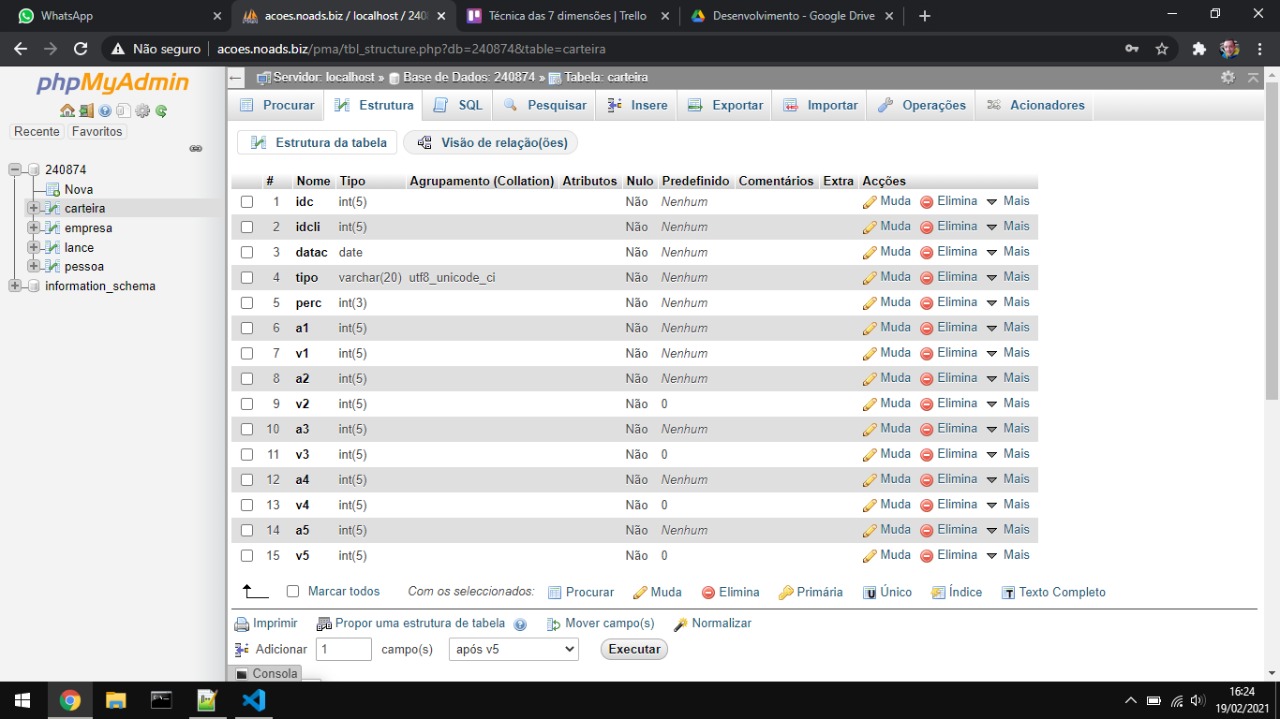 WhatsApp
acoes.noads.biz / localhost / 240
Técnica das 7 dimensões | Trello
Desenvolvimento - Google Drive
Não seguro acoes.noads.biz/pma/tbl_structure.php?db=240874&table=carteira
phpMyAdmin
Recente Favoritos
240874
Nova
carteira
empresa
lance
pessoa
information_schema
Servidor: localhost » Base de Dados: 240874 » Tabela: carteira
Procurar Estrutura SQL Pesquisar Insere Exportar Importar Operações Acionadores
Estrutura da tabela Visão de relação(ões)
# Nome Tipo Agrupamento (Collation) Atributos Nulo Predefinido Comentários Extra Acções
1 idc int(5) Não Nenhum Muda Elimina Mais
2 idcli int(5) Não Nenhum Muda Elimina Mais
3 datac date Não Nenhum Muda Elimina Mais
4 tipo varchar(20) utf8_unicode_ci Não Nenhum Muda Elimina Mais
5 perc int(3) Não Nenhum Muda Elimina Mais
6 a1 int(5) Não Nenhum Muda Elimina Mais
7 v1 int(5) Não Nenhum Muda Elimina Mais
8 a2 int(5) Não Nenhum Muda Elimina Mais
9 v2 int(5) Não 0 Muda Elimina Mais
10 a3 int(5) Não Nenhum Muda Elimina Mais
11 v3 int(5) Não 0 Muda Elimina Mais
12 a4 int(5) Não Nenhum Muda Elimina Mais
13 v4 int(5) Não 0 Muda Elimina Mais
14 a5 int(5) Não Nenhum Muda Elimina Mais
15 v5 int(5) Não 0 Muda Elimina Mais
Marcar todos Com os seleccionados: Procurar Muda Elimina Primária Único Índice Texto Completo
Imprimir Propor uma estrutura de tabela Mover campo(s) Normalizar
Adicionar 1 campo(s) após v5 Executar
Consola
16:24
19/02/2021